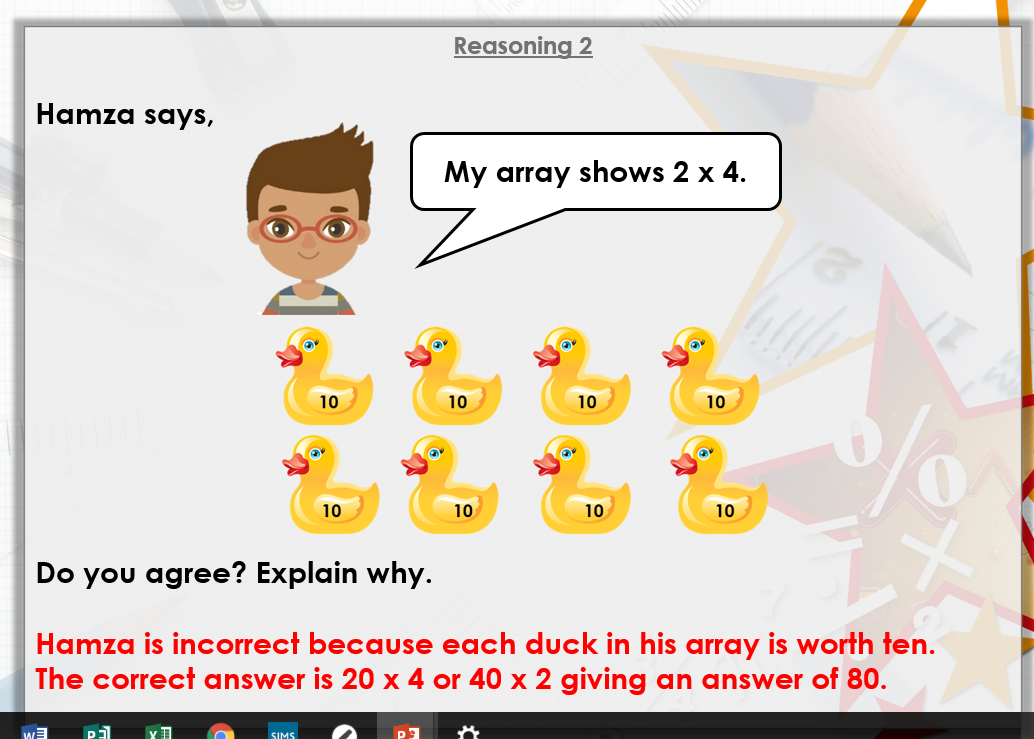 Reasoning 2
Hamza says,
My array shows 2 x 4.
10 10 10 10
10 10 10 10
Do you agree? Explain why.
Hamza is incorrect because each duck in his array is worth ten.
The correct answer is 20 x 4 or 40 x 2 giving an answer of 80.
SIMS